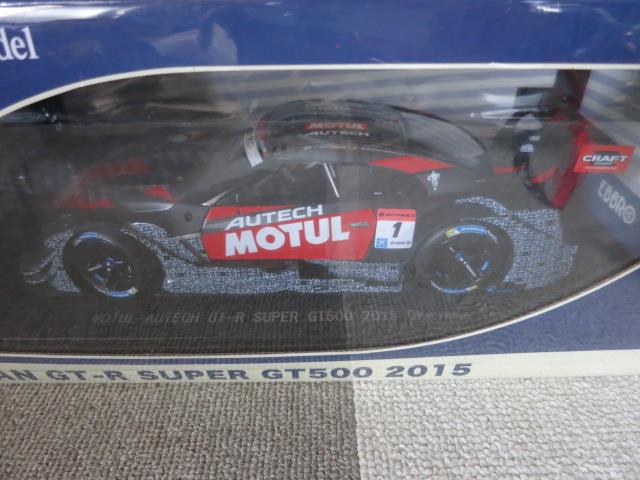 del
MOTUL
AUTECH
CRAFT
EBBRO
AUTECH
MOTUL
1
MOTUL AUTECH GT-R SUPER GT500 2015
AN GT-R SUPER GT500 2015